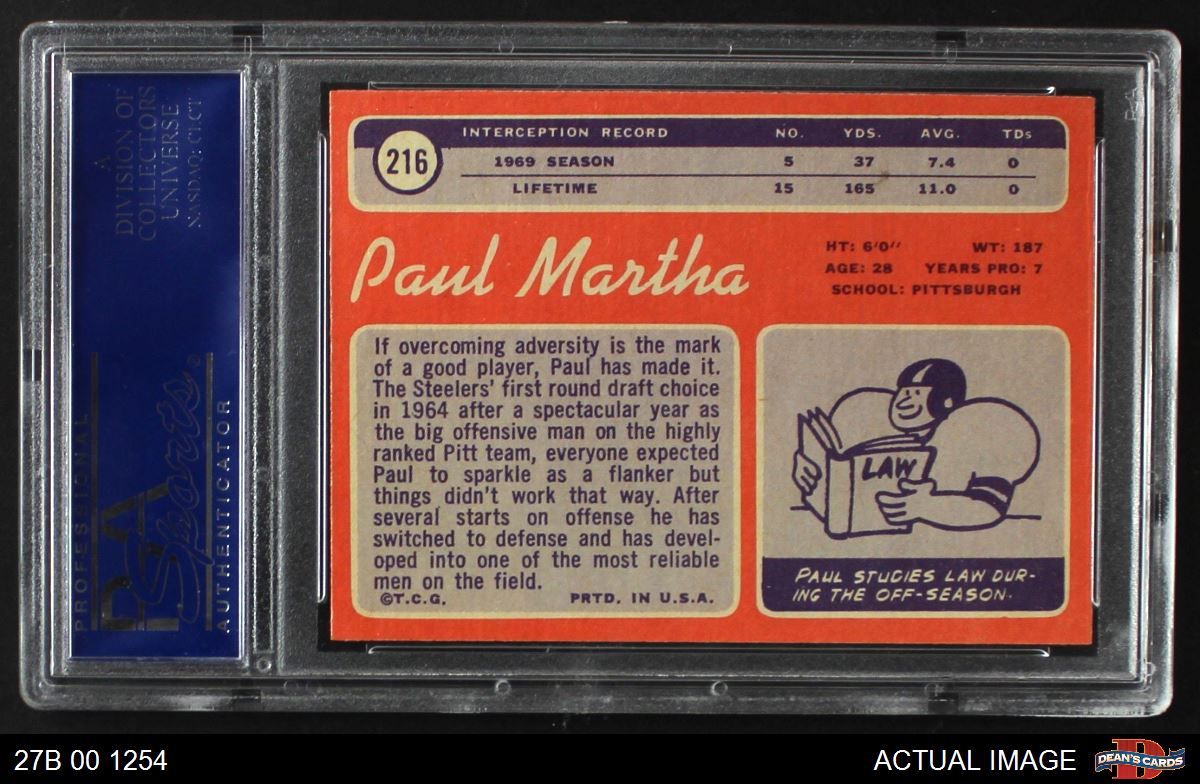 A
DIVISION OF
COLLECTORS
UNIVERSE
NASDAQ: CLCT
PROFESSIONAL
PSA
Sports
AUTHENTICATOR
216
INTERCEPTION RECORD NO. YDS. AVG. TDs
1969 SEASON 5 37 7.4 0
LIFETIME 15 165 11.0 0
Paul Martha
HT: 6'0" WT: 187
AGE: 28 YEARS PRO: 7
SCHOOL: PITTSBURGH
If overcoming adversity is the mark
of a good player, Paul has made it.
The Steelers' first round draft choice
in 1964 after a spectacular year as
the big offensive man on the highly
ranked Pitt team, everyone expected
Paul to sparkle as a flanker but
things didn't work that way. After
several starts on offense he has
switched to defense and has devel-
oped into one of the most reliable
men on the field.
©T.C.G. PRTD. IN U.S.A.
LAW
PAUL STUDIES LAW DUR-
ING THE OFF-SEASON.
27B 00 1254
ACTUAL IMAGE
D
DEAN'S CARDS